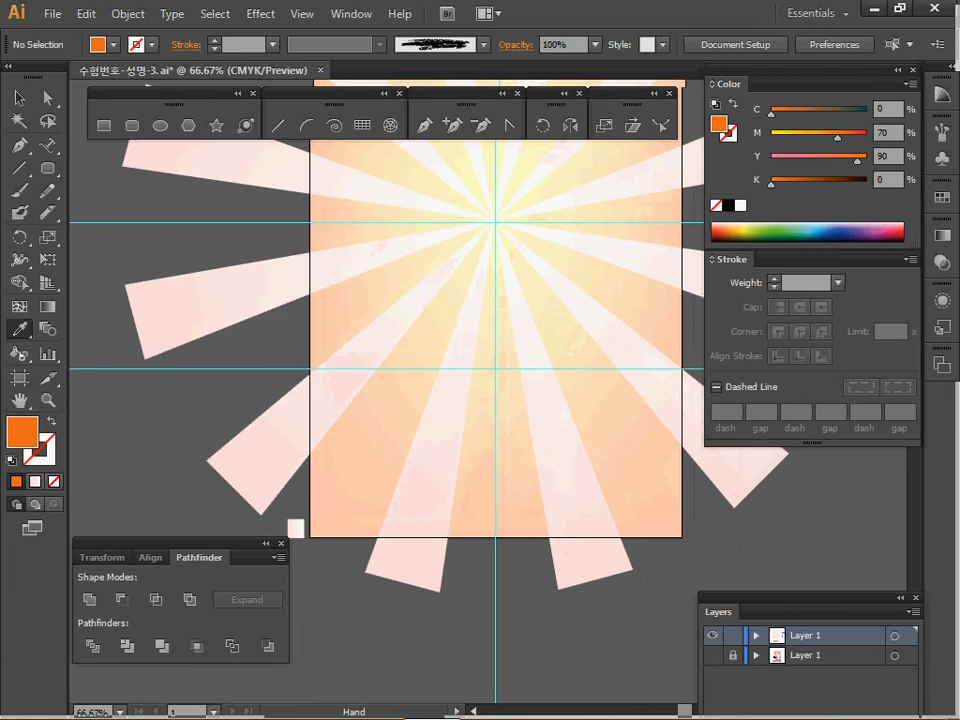 Ai File Edit Object Type Select Effect View Window Help Br Essentials
No Selection Stroke: Opacity: 100% Style: Document Setup Preferences
수험번호-성명-3.ai* @ 66.67% (CMYK/Preview)
Color
C 0 %
M 70 %
Y 90 %
K 0 %
Stroke
Weight:
Cap:
Corner: Limit: x
Align Stroke:
Dashed Line
dash gap dash gap dash gap
Transform Align Pathfinder
Shape Modes:
Expand
Pathfinders:
Layers
Layer 1
Layer 1
66.67% 1 Hand